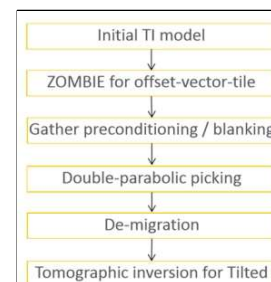 Initial TI model
ZOMBIE for offset-vector-tile
Gather preconditioning / blanking
Double-parabolic picking
De-migration
Tomographic inversion for Tilted